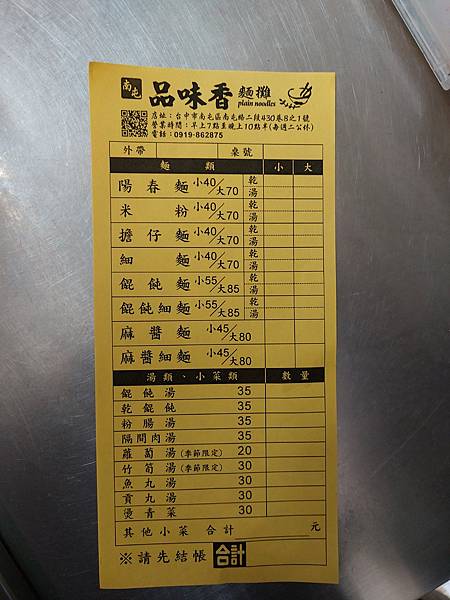 南屯 品味香 麵攤
plain noodles
店址：台中市南屯區南屯路二段430巷8之1號
營業時間：早上7點至晚上10點半(每週二公休)
電話：0919-862875
外帶 桌號
麵類 小 大
陽春麵 小40/大70 乾 湯
米粉 小40/大70 乾 湯
擔仔麵 小40/大70 乾 湯
細麵 小40/大70 乾 湯
餛飩麵 小55/大85 乾 湯
餛飩細麵 小55/大85 乾 湯
麻醬麵 小45/大80
麻醬細麵 小45/大80
湯類、小菜類 數量
餛飩湯 35
乾餛飩 35
粉腸湯 35
隔間肉湯 35
蘿蔔湯(季節限定) 20
竹筍湯(季節限定) 30
魚丸湯 30
貢丸湯 30
燙青菜 30
其他小菜 合計 元
※請先結帳 合計